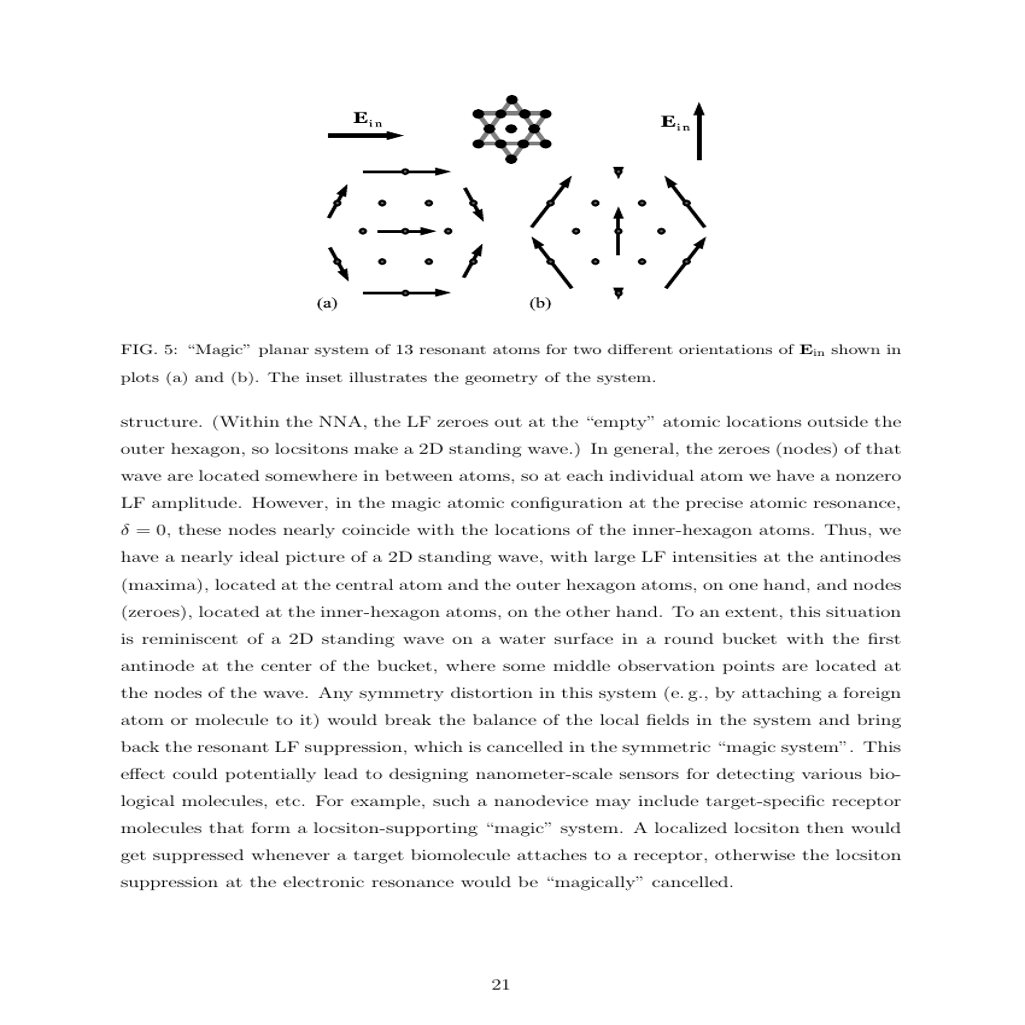 E_in
E_in
(a)
(b)
FIG. 5: “Magic” planar system of 13 resonant atoms for two different orientations of E_in shown in
plots (a) and (b). The inset illustrates the geometry of the system.
structure. (Within the NNA, the LF zeroes out at the “empty” atomic locations outside the
outer hexagon, so locsitons make a 2D standing wave.) In general, the zeroes (nodes) of that
wave are located somewhere in between atoms, so at each individual atom we have a nonzero
LF amplitude. However, in the magic atomic configuration at the precise atomic resonance,
δ = 0, these nodes nearly coincide with the locations of the inner-hexagon atoms. Thus, we
have a nearly ideal picture of a 2D standing wave, with large LF intensities at the antinodes
(maxima), located at the central atom and the outer hexagon atoms, on one hand, and nodes
(zeroes), located at the inner-hexagon atoms, on the other hand. To an extent, this situation
is reminiscent of a 2D standing wave on a water surface in a round bucket with the first
antinode at the center of the bucket, where some middle observation points are located at
the nodes of the wave. Any symmetry distortion in this system (e. g., by attaching a foreign
atom or molecule to it) would break the balance of the local fields in the system and bring
back the resonant LF suppression, which is cancelled in the symmetric “magic system”. This
effect could potentially lead to designing nanometer-scale sensors for detecting various bio-
logical molecules, etc. For example, such a nanodevice may include target-specific receptor
molecules that form a locsiton-supporting “magic” system. A localized locsiton then would
get suppressed whenever a target biomolecule attaches to a receptor, otherwise the locsiton
suppression at the electronic resonance would be “magically” cancelled.
21